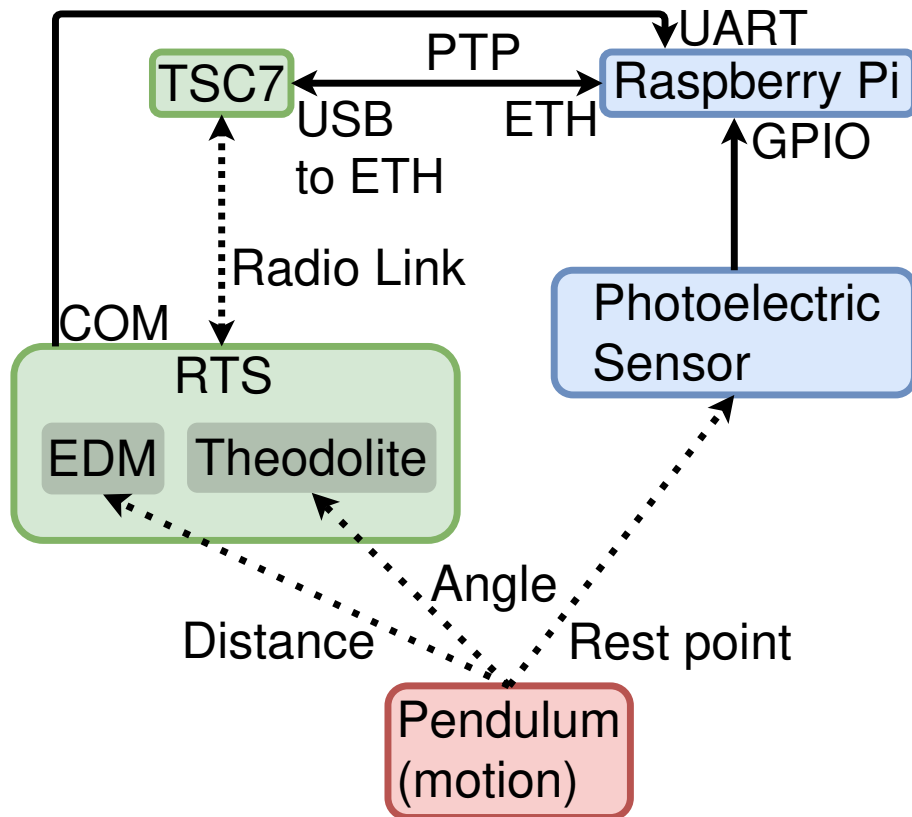 UART
PTP
TSC7
Raspberry Pi
USB
to ETH
ETH
GPIO
Radio Link
COM
RTS
Photoelectric
Sensor
EDM
Theodolite
Angle
Distance
Rest point
Pendulum
(motion)